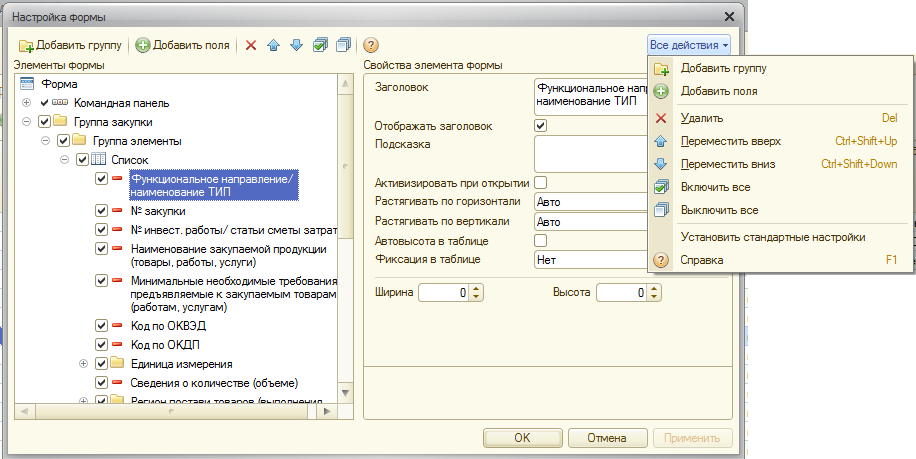 Настройка формы
Добавить группу
Добавить поля
Все действия
Элементы формы
Форма
Командная панель
Группа закупки
Группа элементы
Список
Функциональное направление/
наименование ТИП
№ закупки
№ инвест. работы/ статьи сметы затрат
Наименование закупаемой продукции
(товары, работы, услуги)
Минимальные необходимые требования
предъявляемые к закупаемым товарам
(работам, услугам)
Код по ОКВЭД
Код по ОКДП
Единица измерения
Сведения о количестве (объеме)
Регион постави товаров (выполнения
Свойства элемента формы
Заголовок
Функциональное
наименование ТИП
Отображать заголовок
Подсказка
Активизировать при открытии
Растягивать по горизонтали
Авто
Растягивать по вертикали
Авто
Автовысота в таблице
Фиксация в таблице
Нет
Ширина
0
Высота
0
Добавить группу
Добавить поля
Удалить
Del
Переместить вверх
Ctrl+Shift+Up
Переместить вниз
Ctrl+Shift+Down
Включить все
Выключить все
Установить стандартные настройки
Справка
F1
OK
Отмена
Применить